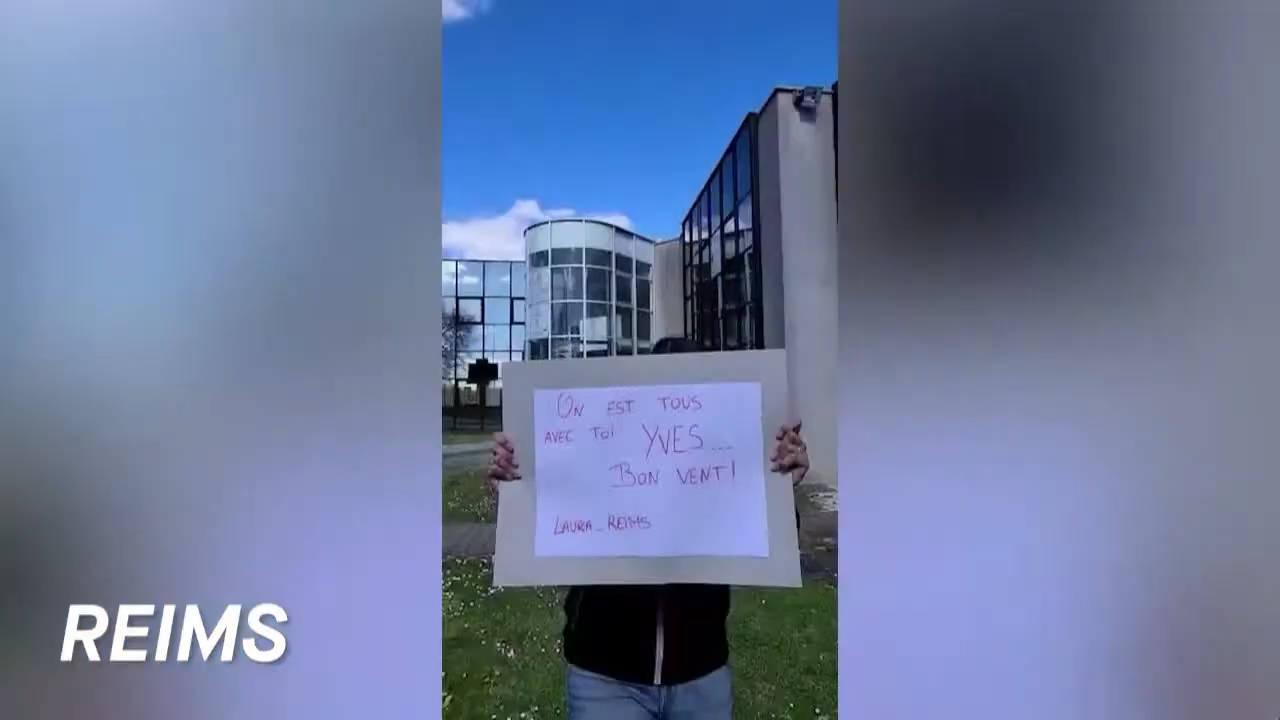 ON EST TOUS
AVEC TOI YVES...
BON VENT!
LAURA_REIMS
REIMS